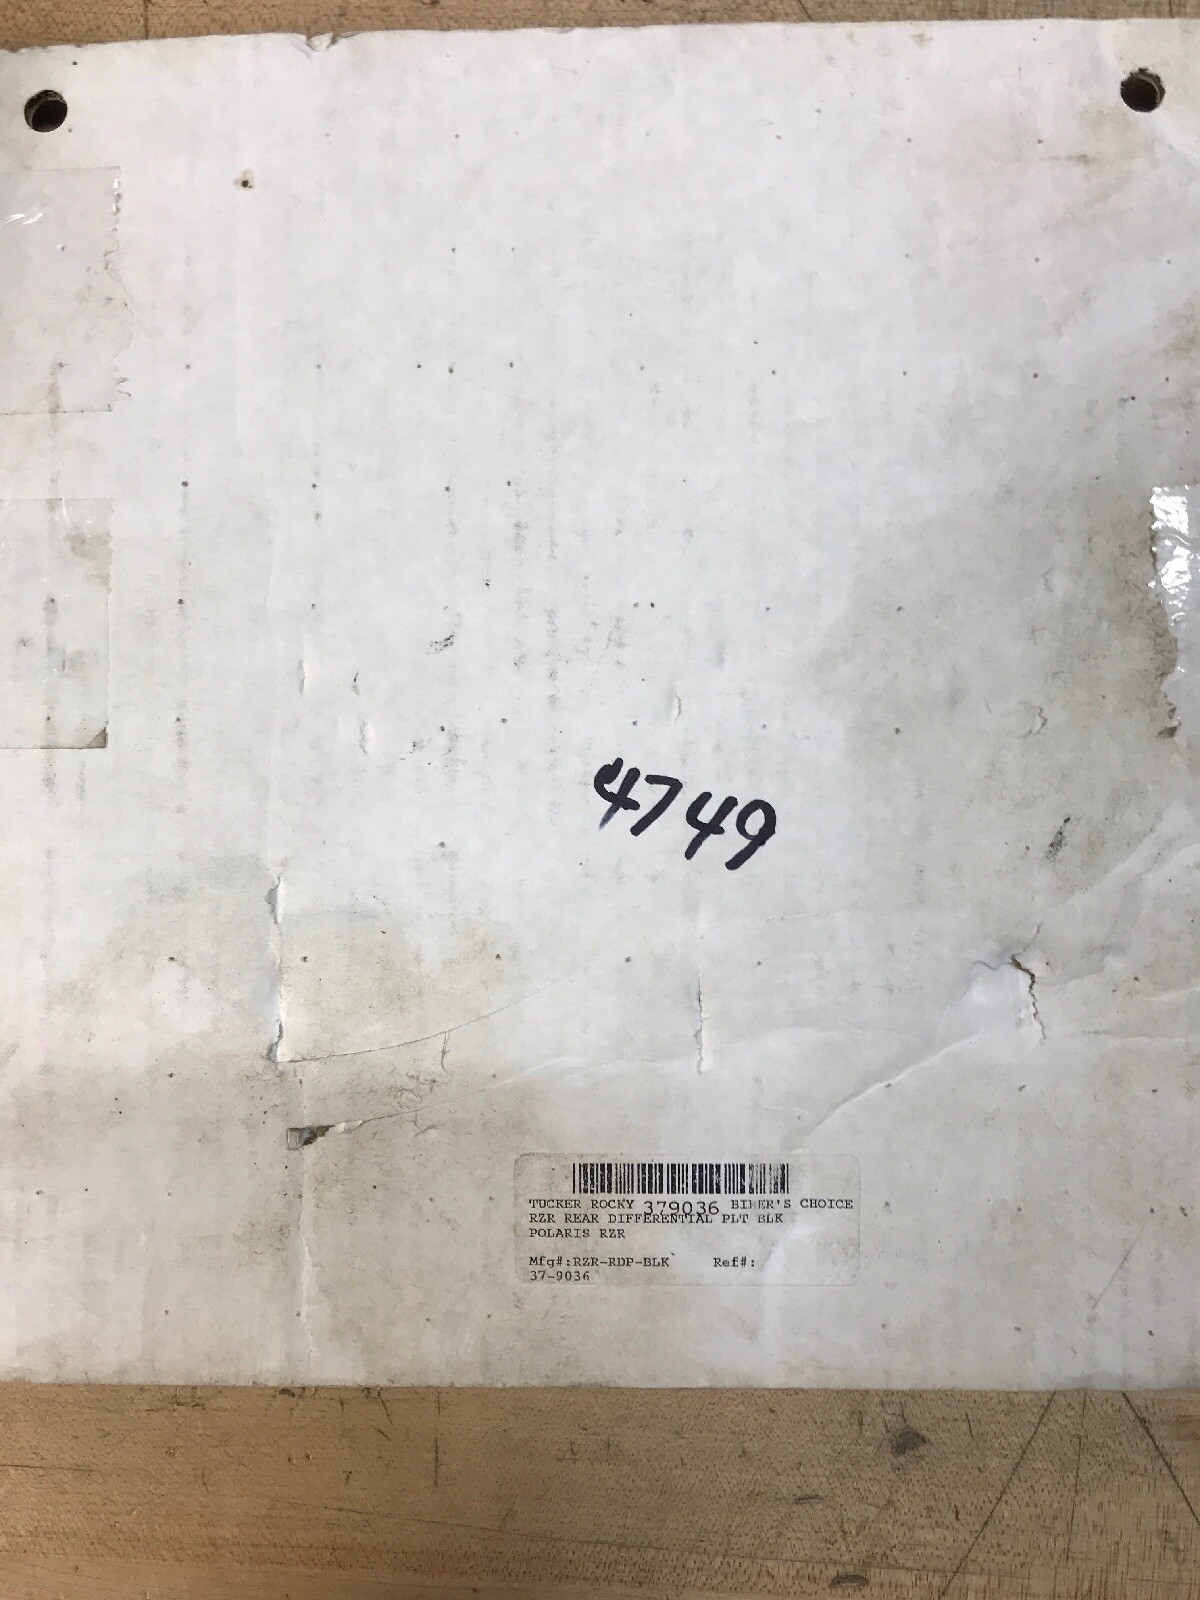 4749
TUCKER ROCKY 379036 BIKER'S CHOICE
RZR REAR DIFFERENTIAL PLT BLK
POLARIS RZR
Mfg#:RZR-RDP-BLK Ref#:
37-9036